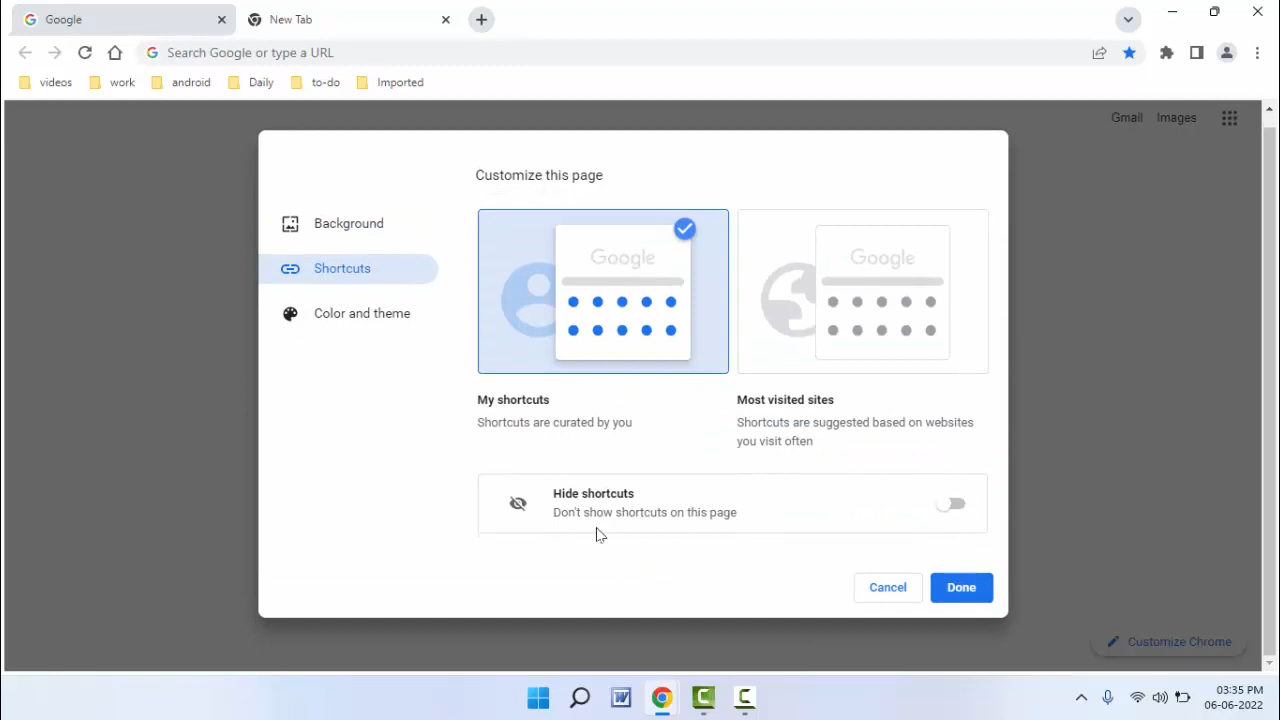 Google
New Tab
Search Google or type a URL
videos
work
android
Daily
to-do
Imported
Gmail
Images
Customize this page
Background
Shortcuts
Color and theme
Google
Google
My shortcuts
Shortcuts are curated by you
Most visited sites
Shortcuts are suggested based on websites
you visit often
Hide shortcuts
Don't show shortcuts on this page
Cancel
Done
Customize Chrome
03:35 PM
06-06-2022